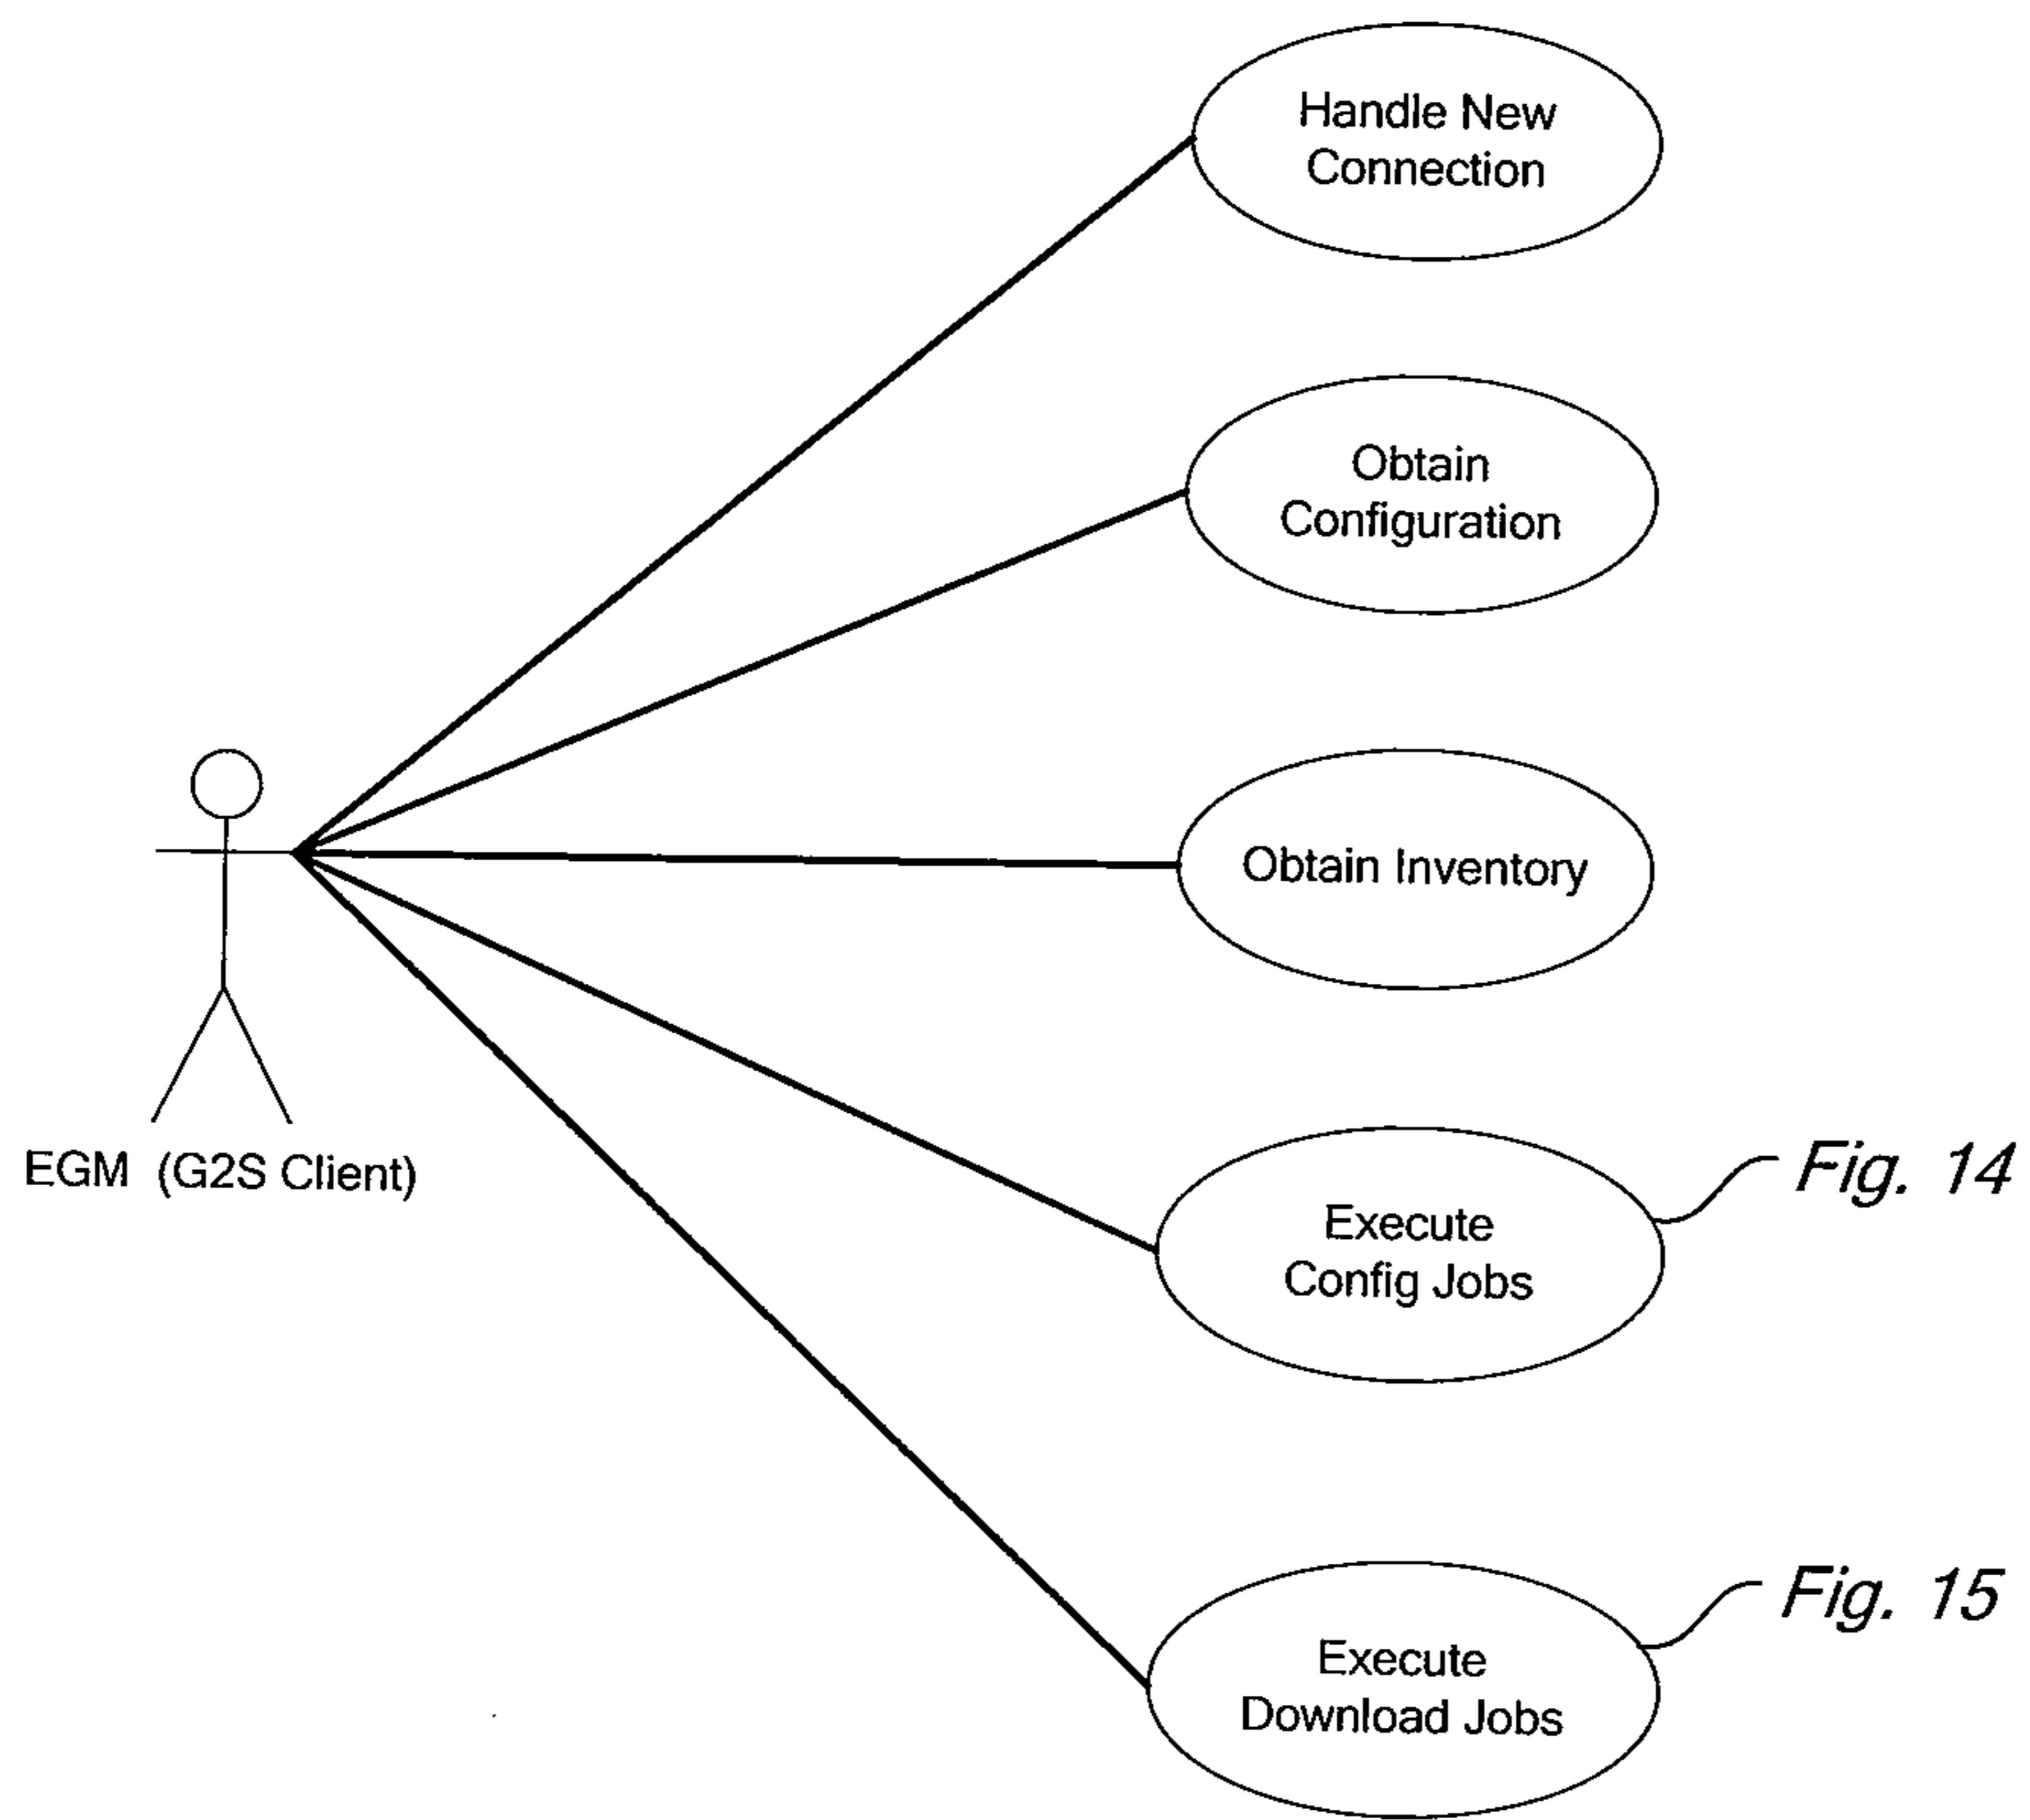 Handle New
Connection
Obtain
Configuration
Obtain Inventory
EGM (G2S Client)
Execute
Config Jobs
Fig. 14
Execute
Download Jobs
Fig. 15